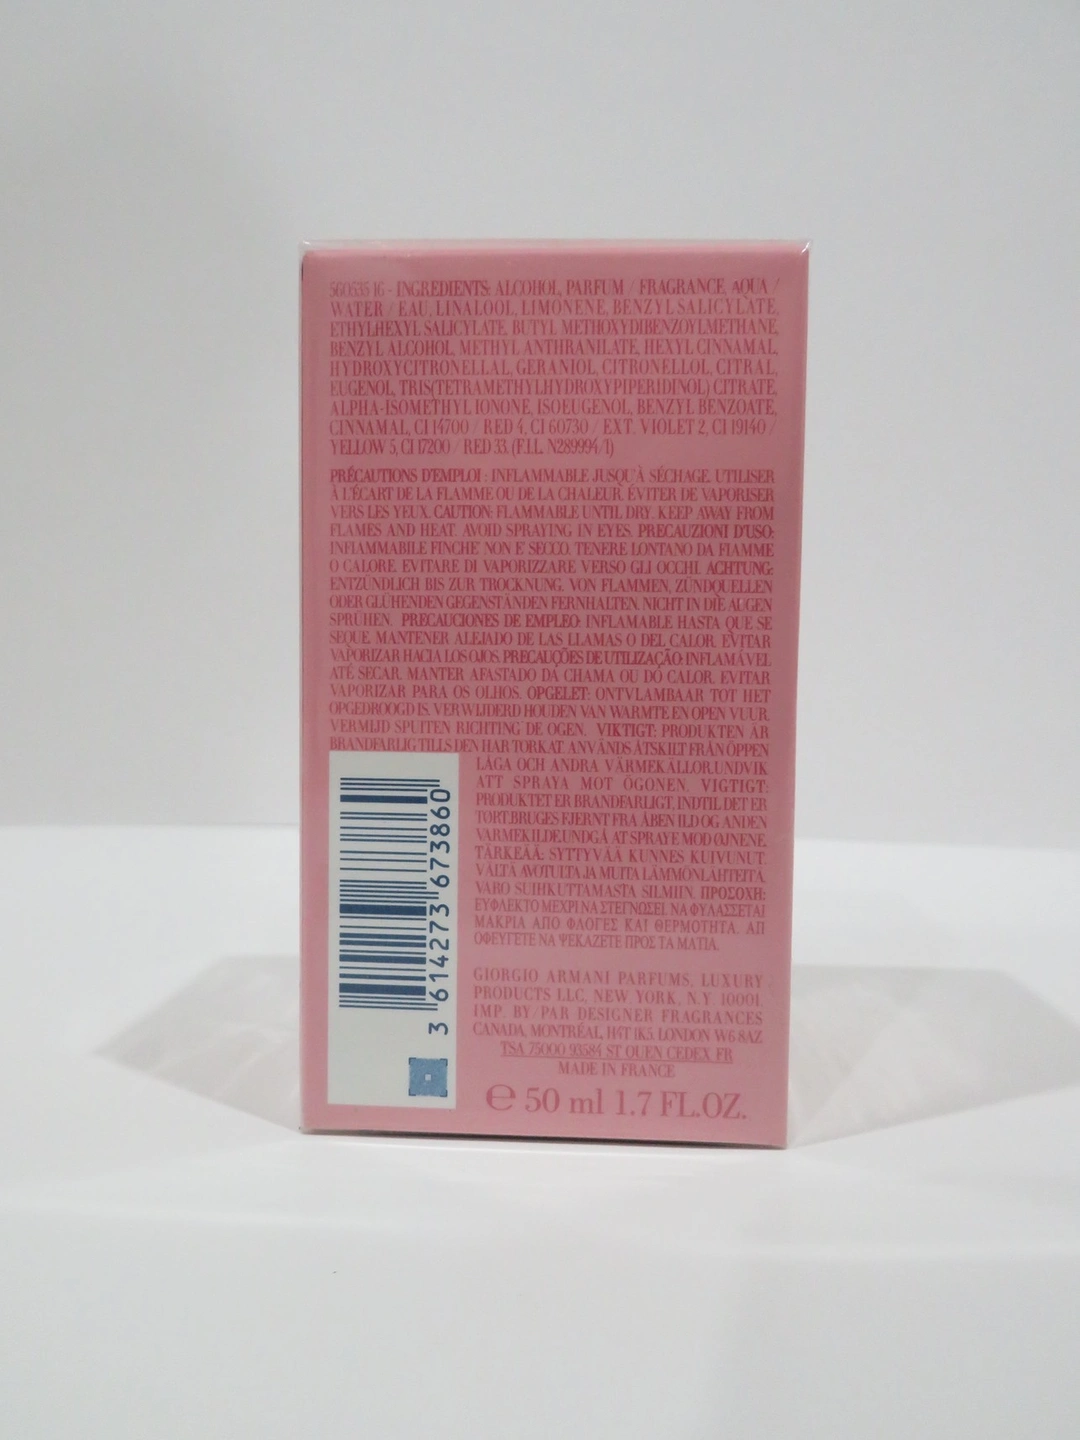 560535 16 - INGREDIENTS: ALCOHOL, PARFUM / FRAGRANCE, AQUA /
WATER / EAU, LINALOOL, LIMONENE, BENZYL SALICYLATE,
ETHYLHEXYL SALICYLATE, BUTYL METHOXYDIBENZOYLMETHANE,
BENZYL ALCOHOL, METHYL ANTHRANILATE, HEXYL CINNAMAL,
HYDROXYCITRONELLAL, GERANIOL, CITRONELLOL, CITRAL,
EUGENOL, TRIS(TETRAMETHYLHYDROXYPIPERIDINOL) CITRATE,
ALPHA-ISOMETHYL IONONE, ISOEUGENOL, BENZYL BENZOATE,
CINNAMAL, CI 14700 / RED 4, CI 60730 / EXT. VIOLET 2, CI 19140 /
YELLOW 5, CI 17200 / RED 33. (F.I.L. N289994/1)
PRÉCAUTIONS D'EMPLOI : INFLAMMABLE JUSQU'À SÉCHAGE. UTILISER
À L'ÉCART DE LA FLAMME OU DE LA CHALEUR. ÉVITER DE VAPORISER
VERS LES YEUX. CAUTION: FLAMMABLE UNTIL DRY. KEEP AWAY FROM
FLAMES AND HEAT. AVOID SPRAYING IN EYES. PRECAUZIONI D'USO:
INFIAMMABILE FINCHE' NON E' SECCO. TENERE LONTANO DA FIAMME
O CALORE. EVITARE DI VAPORIZZARE VERSO GLI OCCHI. ACHTUNG:
ENTZÜNDLICH BIS ZUR TROCKNUNG. VON FLAMMEN, ZÜNDQUELLEN
ODER GLÜHENDEN GEGENSTÄNDEN FERNHALTEN. NICHT IN DIE AUGEN
SPRÜHEN. PRECAUCIONES DE EMPLEO: INFLAMABLE HASTA QUE SE
SEQUE. MANTENER ALEJADO DE LAS LLAMAS O DEL CALOR. EVITAR
VAPORIZAR HACIA LOS OJOS. PRECAUÇÕES DE UTILIZAÇÃO: INFLAMÁVEL
ATÉ SECAR. MANTER AFASTADO DA CHAMA OU DO CALOR. EVITAR
VAPORIZAR PARA OS OLHOS. OPGELET: ONTVLAMBAAR TOT HET
OPGEDROOGD IS. VERWIJDERD HOUDEN VAN WARMTE EN OPEN VUUR.
VERMIJD SPUITEN RICHTING DE OGEN. VIKTIGT: PRODUKTEN ÄR
BRANDFARLIG TILLS DEN HAR TORKAT. ANVÄNDS ÅTSKILT FRÅN ÖPPEN
LÅGA OCH ANDRA VÄRMEKÄLLOR.UNDVIK
ATT SPRAYA MOT ÖGONEN. VIGTIGT:
PRODUKTET ER BRANDFARLIGT, INDTIL DET ER
TØRT.BRUGES FJERNT FRA ÅBEN ILD OG ANDEN
VARMEKILDE.UNDGÅ AT SPRAYE MOD ØJNENE.
TÄRKEÄÄ: SYTTYVÄÄ KUNNES KUIVUNUT.
VÄLTÄ AVOTULTA JA MUITA LÄMMÖNLÄHTEITÄ.
VARO SUIHKUTTAMASTA SILMIIN. ΠΡΟΣΟΧΗ:
ΕΥΦΛΕΚΤΟ ΜΕΧΡΙ ΝΑ ΣΤΕΓΝΩΣΕΙ. ΝΑ ΦΥΛΑΣΣΕΤΑΙ
ΜΑΚΡΙΑ ΑΠΟ ΦΛΟΓΕΣ ΚΑΙ ΘΕΡΜΟΤΗΤΑ. ΑΠ
ΟΦΕΥΓΕΤΕ ΝΑ ΨΕΚΑΖΕΤΕ ΠΡΟΣ ΤΑ ΜΑΤΙΑ.
GIORGIO ARMANI PARFUMS, LUXURY
PRODUCTS LLC, NEW YORK, N.Y. 10001.
IMP. BY/PAR DESIGNER FRAGRANCES
CANADA, MONTRÉAL, H4T 1K5. LONDON W6 8AZ
TSA 75000 93584 ST OUEN CEDEX FR
MADE IN FRANCE
℮ 50 ml 1.7 FL.OZ.
3 614273 673860